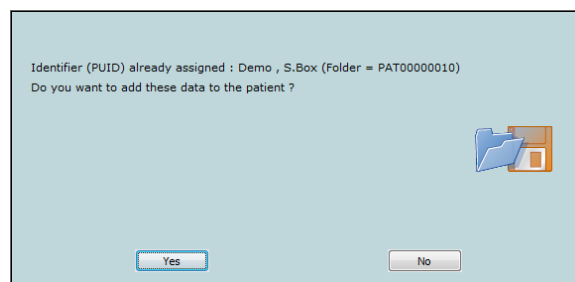 Identifier (PUID) already assigned : Demo , S.Box (Folder = PAT00000010)
Do you want to add these data to the patient ?
Yes
No